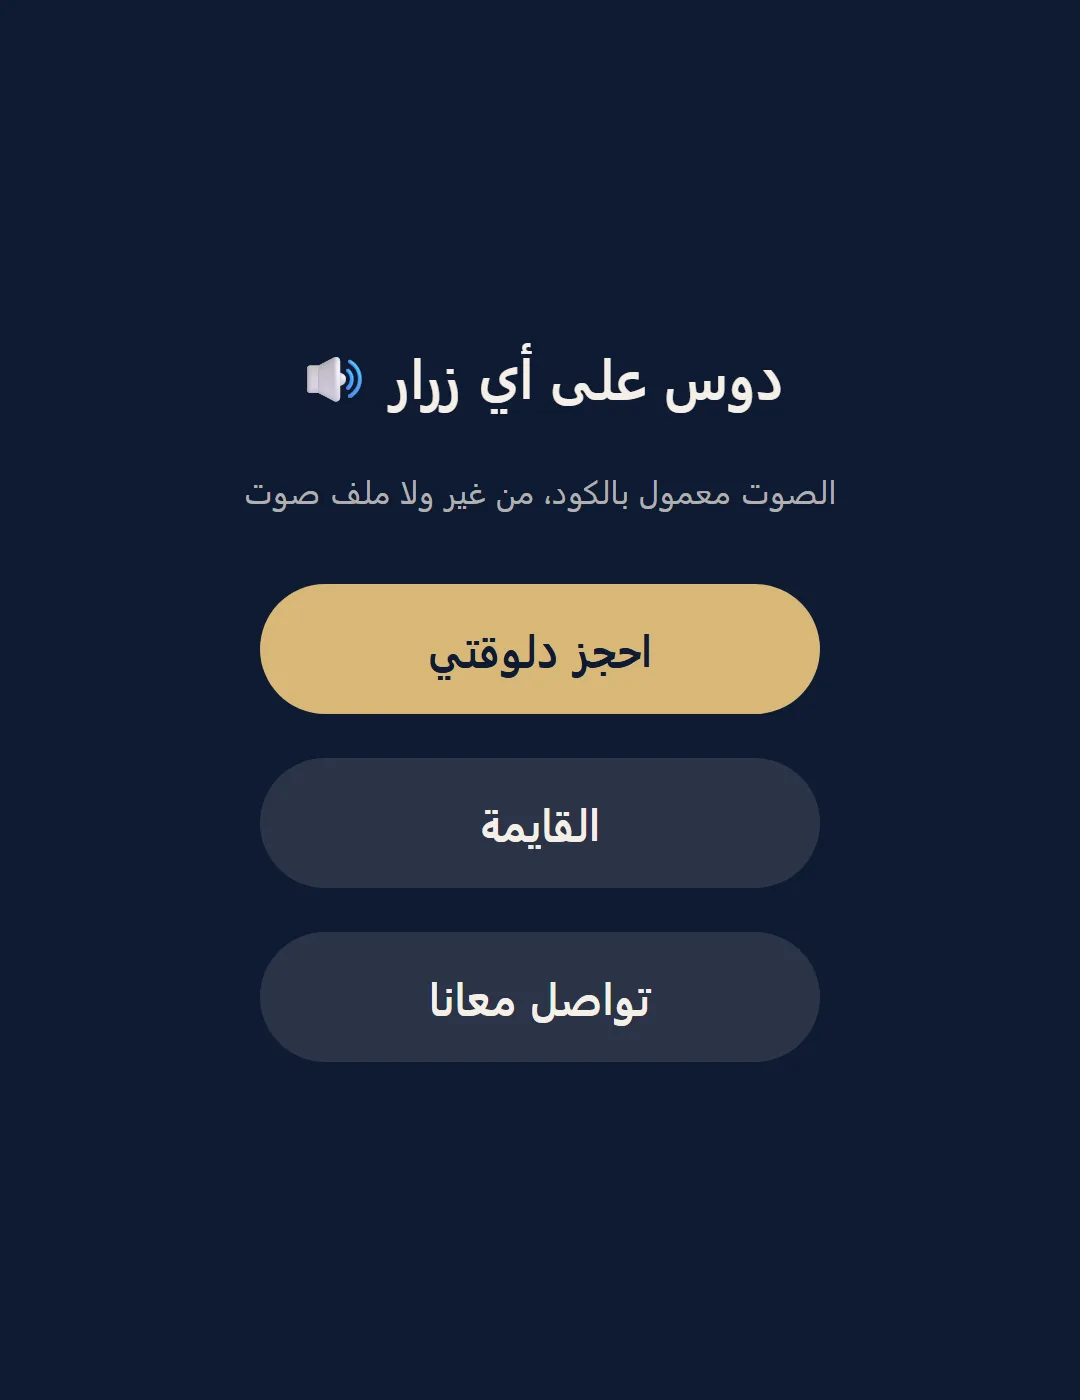 دوس على أي زرار 🔊
الصوت معمول بالكود، من غير ولا ملف صوت
احجز دلوقتي
القايمة
تواصل معانا